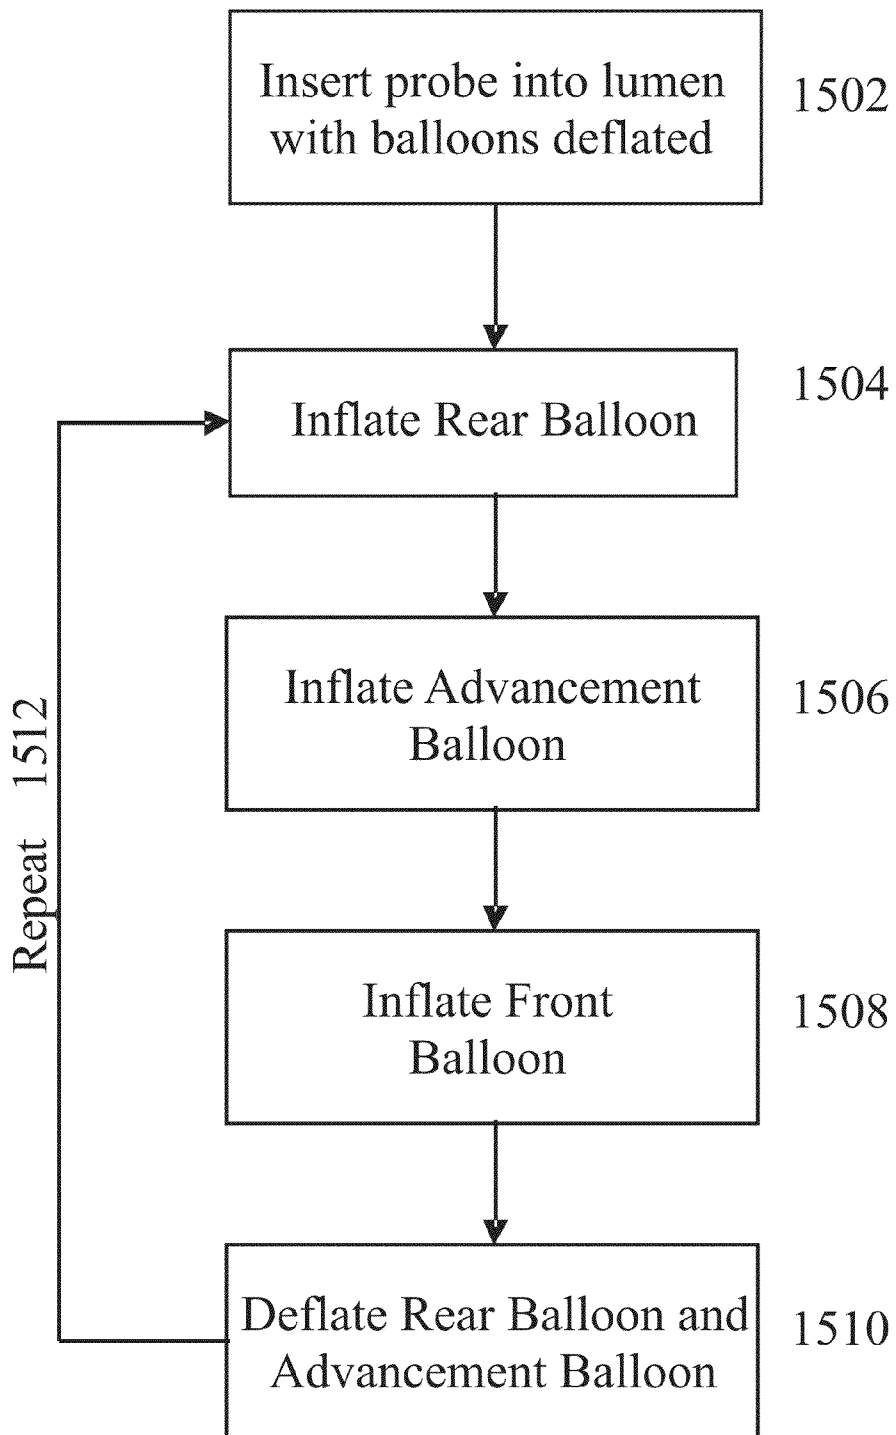 Insert probe into lumen
with balloons deflated
1502
Inflate Rear Balloon
1504
Inflate Advancement
Balloon
1506
Repeat 1512
Inflate Front
Balloon
1508
Deflate Rear Balloon and
Advancement Balloon
1510